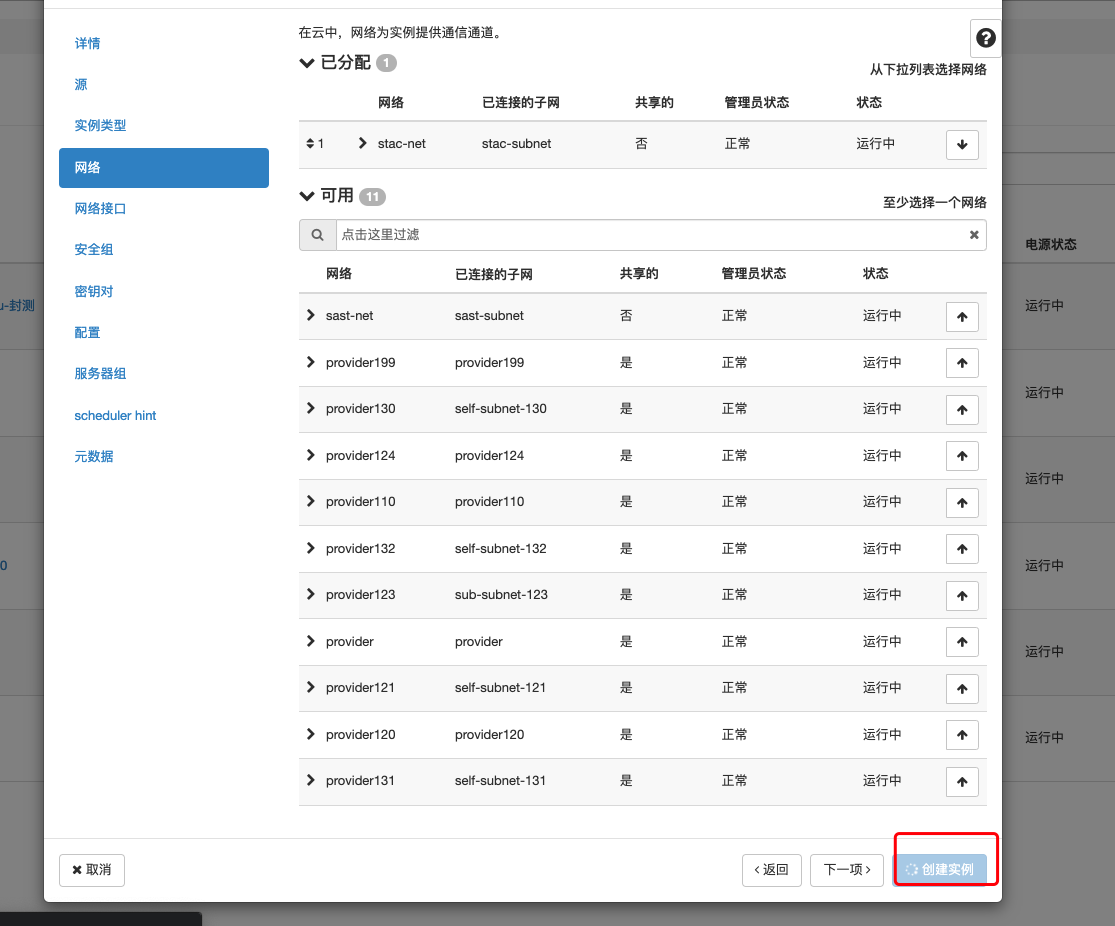 在云中，网络为实例提供通信通道。
详情
源
实例类型
网络
网络接口
安全组
密钥对
配置
服务器组
scheduler hint
元数据
已分配 1
从下拉列表选择网络
网络 已连接的子网 共享的 管理员状态 状态
1 stac-net stac-subnet 否 正常 运行中
可用 11
至少选择一个网络
点击这里过滤
网络 已连接的子网 共享的 管理员状态 状态
sast-net sast-subnet 否 正常 运行中
provider199 provider199 是 正常 运行中
provider130 self-subnet-130 是 正常 运行中
provider124 provider124 是 正常 运行中
provider110 provider110 是 正常 运行中
provider132 self-subnet-132 是 正常 运行中
provider123 sub-subnet-123 是 正常 运行中
provider provider 是 正常 运行中
provider121 self-subnet-121 是 正常 运行中
provider120 provider120 是 正常 运行中
provider131 self-subnet-131 是 正常 运行中
取消
返回
下一项
创建实例
-封测
0
电源状态
运行中
运行中
运行中
运行中
运行中
运行中